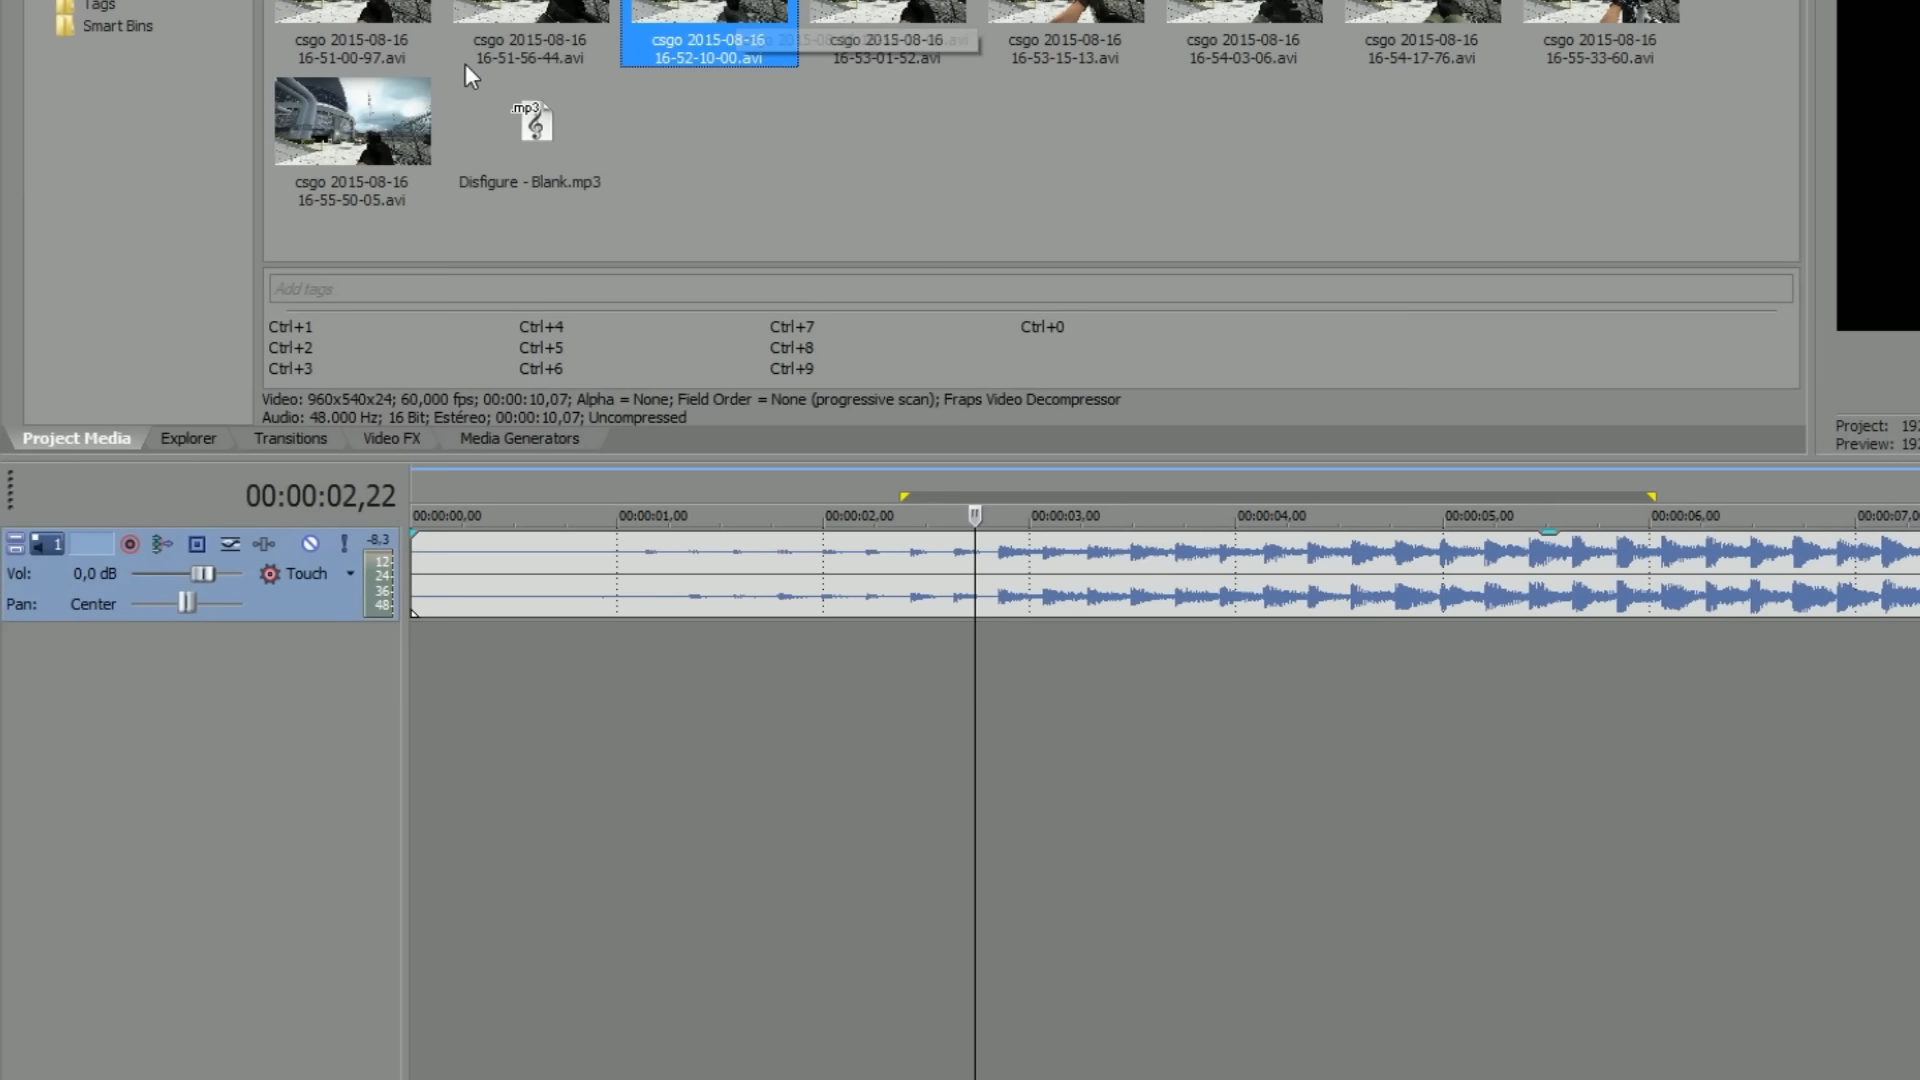 Tags
Smart Bins
csgo 2015-08-16
16-51-00-97.avi
csgo 2015-08-16
16-51-56-44.avi
csgo 2015-08-16
16-52-10-00.avi
csgo 2015-08-16
16-53-01-52.avi
csgo 2015-08-16
16-53-15-13.avi
csgo 2015-08-16
16-54-03-06.avi
csgo 2015-08-16
16-54-17-76.avi
csgo 2015-08-16
16-55-33-60.avi
.mp3
csgo 2015-08-16
16-55-50-05.avi
Disfigure - Blank.mp3
Add tags
Ctrl+1 Ctrl+4 Ctrl+7 Ctrl+0
Ctrl+2 Ctrl+5 Ctrl+8
Ctrl+3 Ctrl+6 Ctrl+9
Video: 960x540x24; 60,000 fps; 00:00:10,07; Alpha = None; Field Order = None (progressive scan); Fraps Video Decompressor
Audio: 48.000 Hz; 16 Bit; Estéreo; 00:00:10,07; Uncompressed
Project Media Explorer Transitions Video FX Media Generators
Project: 192
Preview: 192
00:00:02,22
00:00:00,00 00:00:01,00 00:00:02,00 00:00:03,00 00:00:04,00 00:00:05,00 00:00:06,00 00:00:07,0
1 -8,3
12
Vol: 0,0 dB Touch 24
36
Pan: Center 48